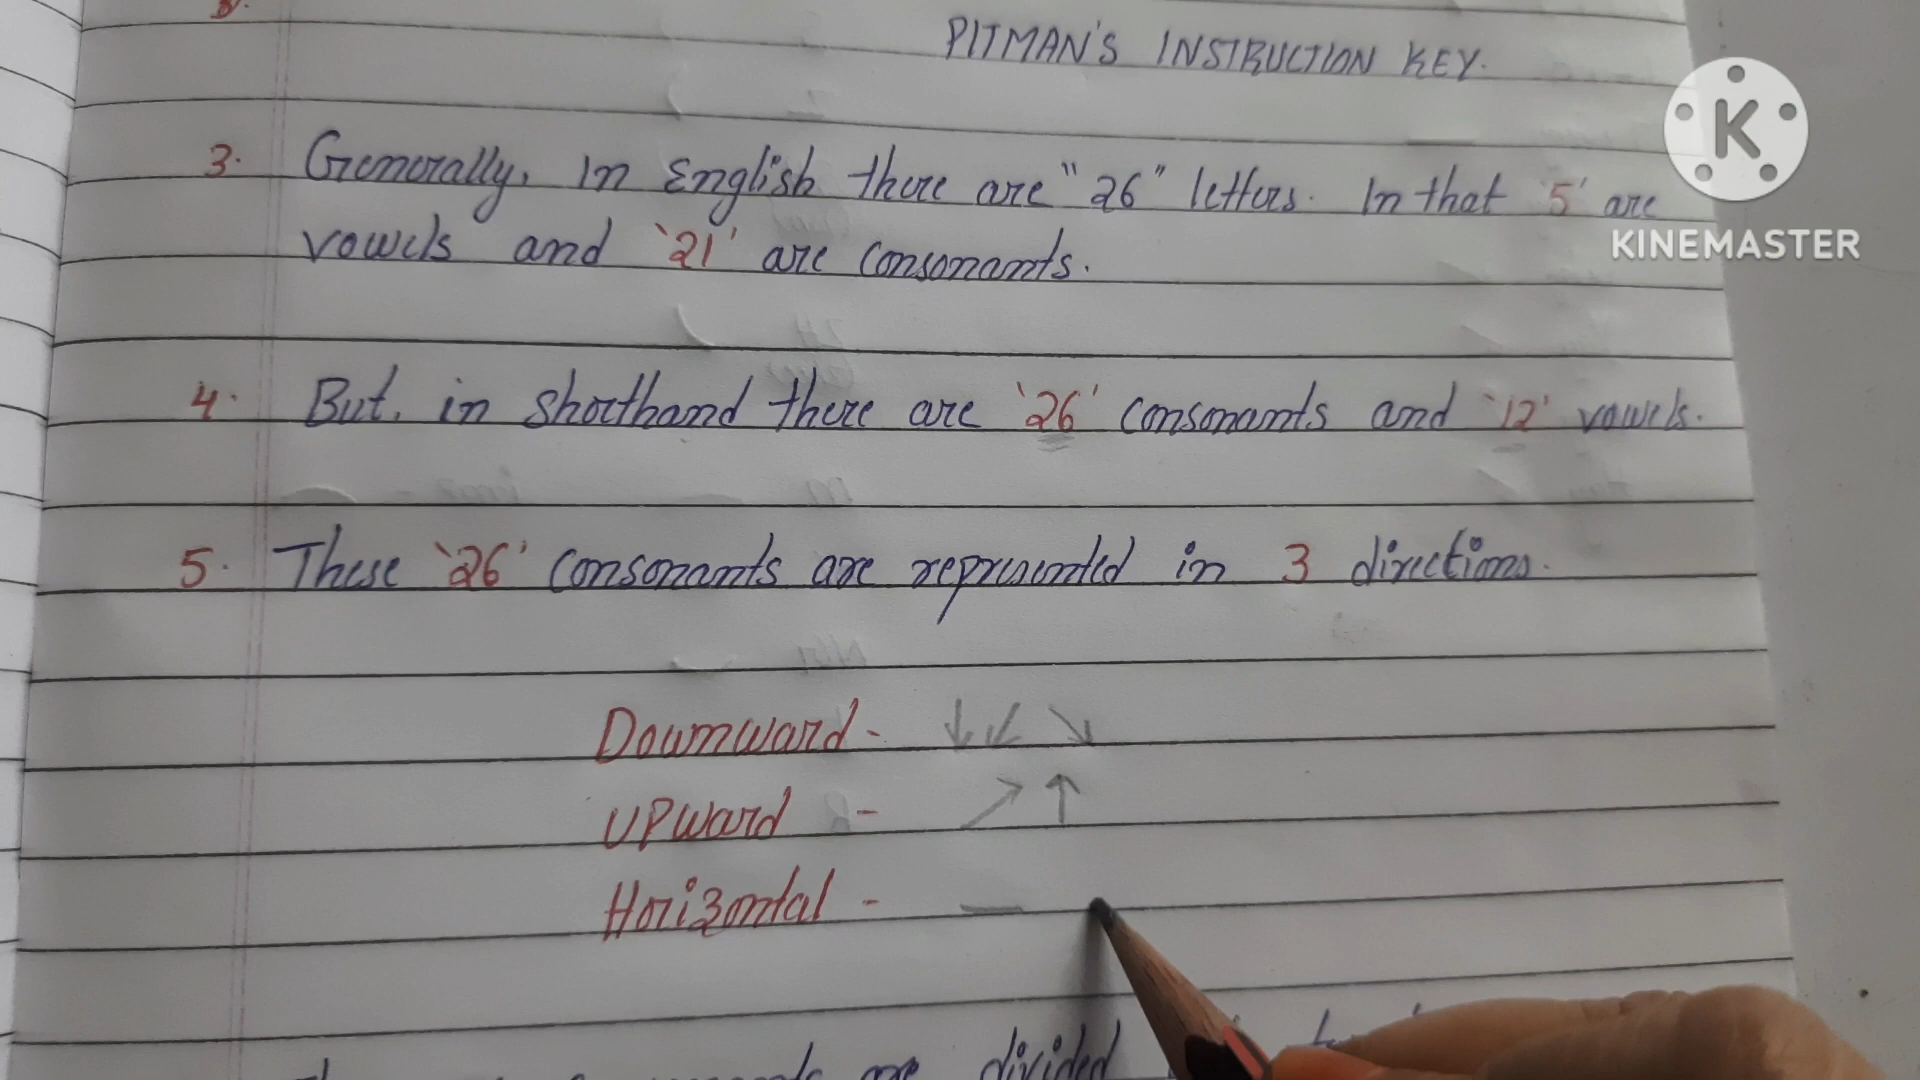 PITMAN'S INSTRUCTION KEY.
KINEMASTER
3. Generally, in English there are "26" letters. In that '5' are
vowels and '21' are consonants.
4. But, in shorthand there are '26' consonants and '12' vowels.
5. These '26' consonants are represented in 3 directions.
Downward - ↓ ↙ ↘
UPWard - ↗ ↑
Horizontal - —
are divided